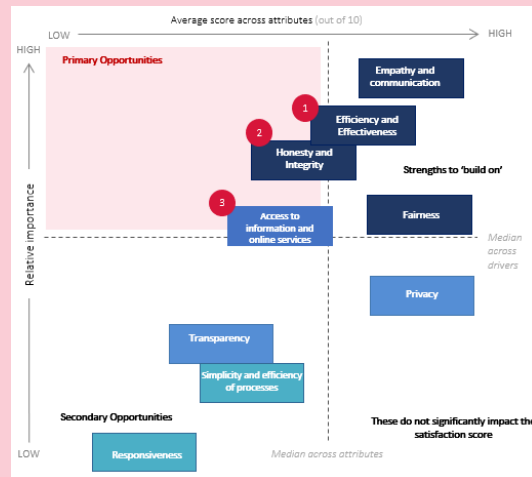 Average score across attributes (out of 10)
LOW
HIGH
HIGH
Primary Opportunities
Empathy and
communication
1
Efficiency and
Effectiveness
2
Honesty and
Integrity
Strengths to 'build on'
3
Access to
information and
online services
Fairness
Relative importance
Median
across
drivers
Privacy
Transparency
Simplicity and efficiency
of processes
Secondary Opportunities
These do not significantly impact the
satisfaction score
Responsiveness
LOW
Median across attributes